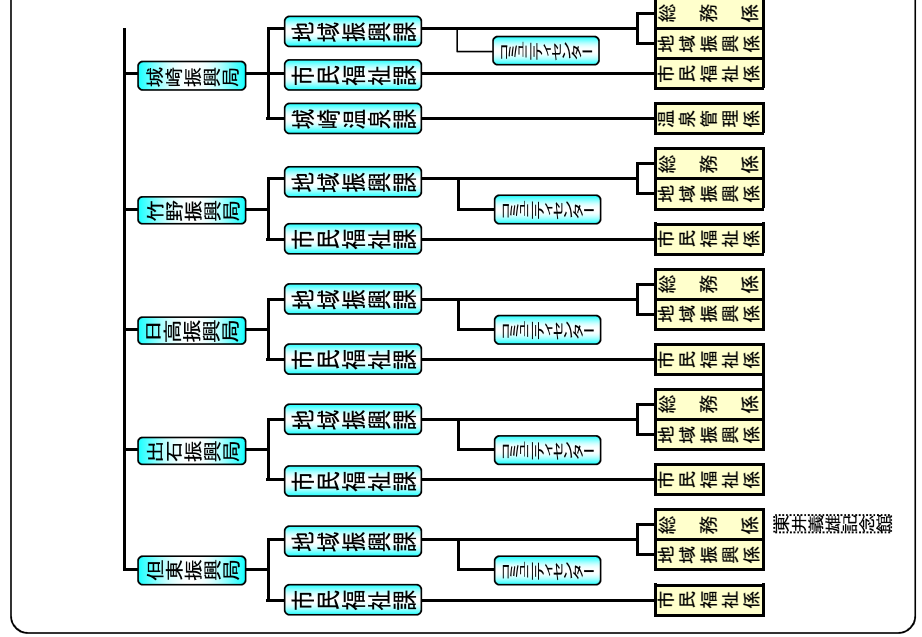 城崎振興局
地域振興課
コミュニティセンター
総務係
地域振興係
市民福祉課
市民福祉係
城崎温泉課
温泉管理係
竹野振興局
地域振興課
コミュニティセンター
総務係
地域振興係
市民福祉課
市民福祉係
日高振興局
地域振興課
コミュニティセンター
総務係
地域振興係
市民福祉課
市民福祉係
出石振興局
地域振興課
コミュニティセンター
総務係
地域振興係
市民福祉課
市民福祉係
但東振興局
地域振興課
コミュニティセンター
総務係
東井義雄記念館
地域振興係
市民福祉課
市民福祉係